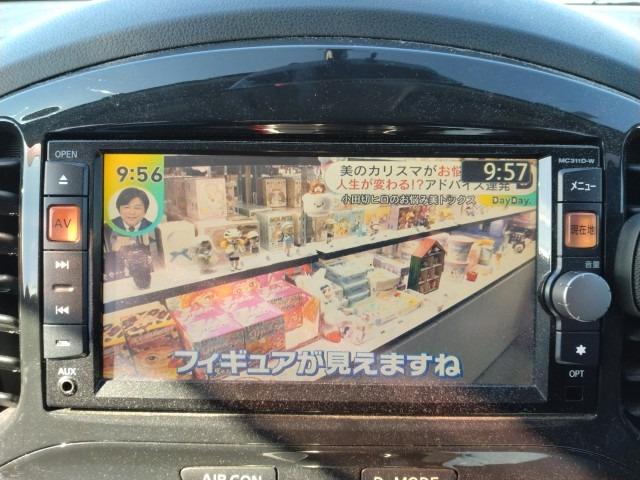 OPEN
MC311D-W
AV
AUX
メニュー
現在地
音量
✱
OPT
9:56
9:57
美のカリスマがお悩
人生が変わる!?アドバイス連発
小田切ヒロのお悩み美トックス
DayDay.
フィギュアが見えますね
AIR CON
D-MODE